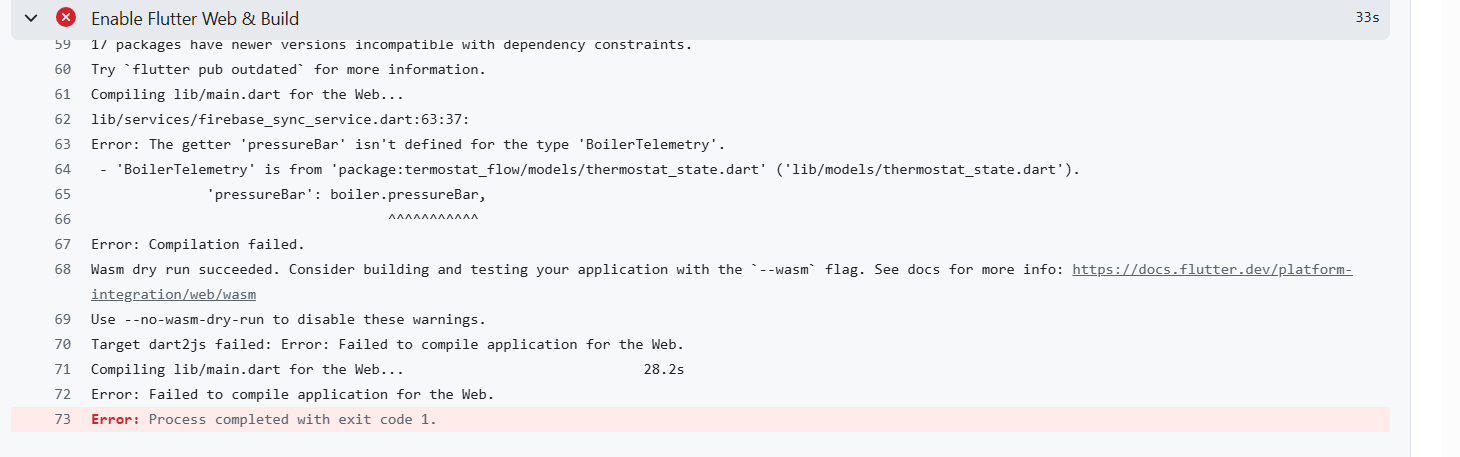 Enable Flutter Web & Build 33s
59 17 packages have newer versions incompatible with dependency constraints.
60 Try `flutter pub outdated` for more information.
61 Compiling lib/main.dart for the Web...
62 lib/services/firebase_sync_service.dart:63:37:
63 Error: The getter 'pressureBar' isn't defined for the type 'BoilerTelemetry'.
64  - 'BoilerTelemetry' is from 'package:termostat_flow/models/thermostat_state.dart' ('lib/models/thermostat_state.dart').
65               'pressureBar': boiler.pressureBar,
66                                     ^^^^^^^^^^^
67 Error: Compilation failed.
68 Wasm dry run succeeded. Consider building and testing your application with the `--wasm` flag. See docs for more info: https://docs.flutter.dev/platform-
integration/web/wasm
69 Use --no-wasm-dry-run to disable these warnings.
70 Target dart2js failed: Error: Failed to compile application for the Web.
71 Compiling lib/main.dart for the Web...                             28.2s
72 Error: Failed to compile application for the Web.
73 Error: Process completed with exit code 1.